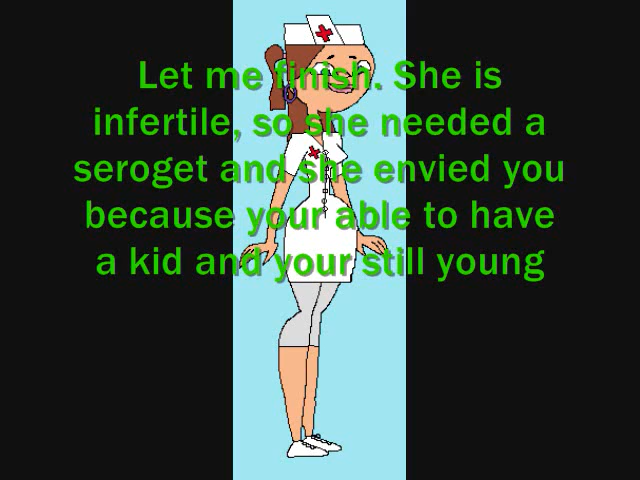 Let me finish. She is
infertile, so she needed a
seroget and she envied you
because your able to have
a kid and your still young